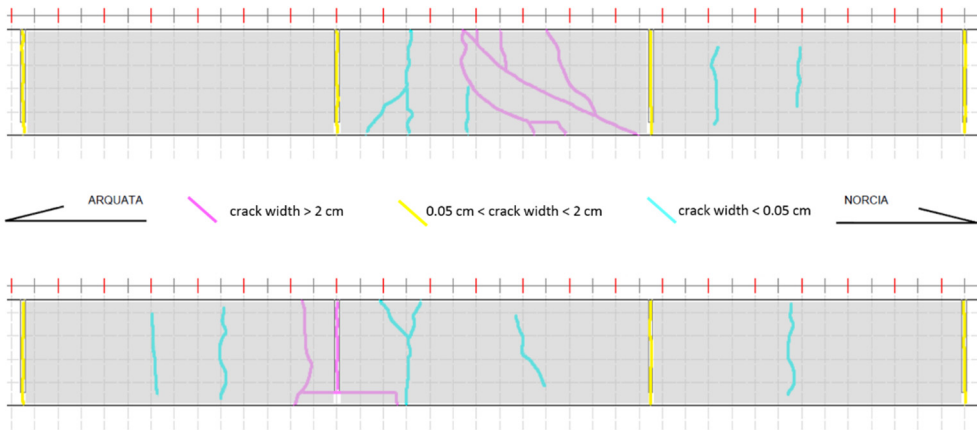 ARQUATA
crack width > 2 cm
0.05 cm < crack width < 2 cm
crack width < 0.05 cm
NORCIA